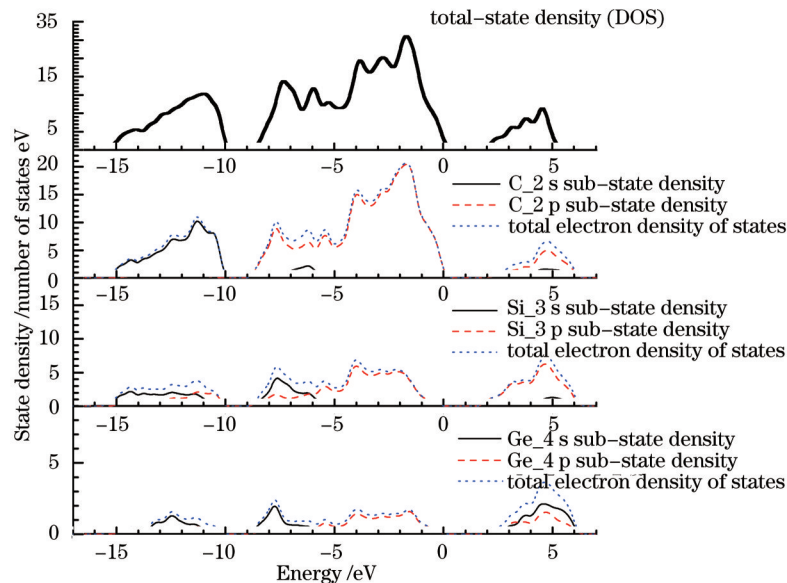 total-state density (DOS)
35
15
5
−15 −10 −5 0 5
20
15
10
5
0
C_2 s sub-state density
C_2 p sub-state density
total electron density of states
−15 −10 −5 0 5
15
10
5
0
Si_3 s sub-state density
Si_3 p sub-state density
total electron density of states
−15 −10 −5 0 5
5
0
Ge_4 s sub-state density
Ge_4 p sub-state density
total electron density of states
−15 −10 −5 0 5
Energy /eV
State density /number of states eV